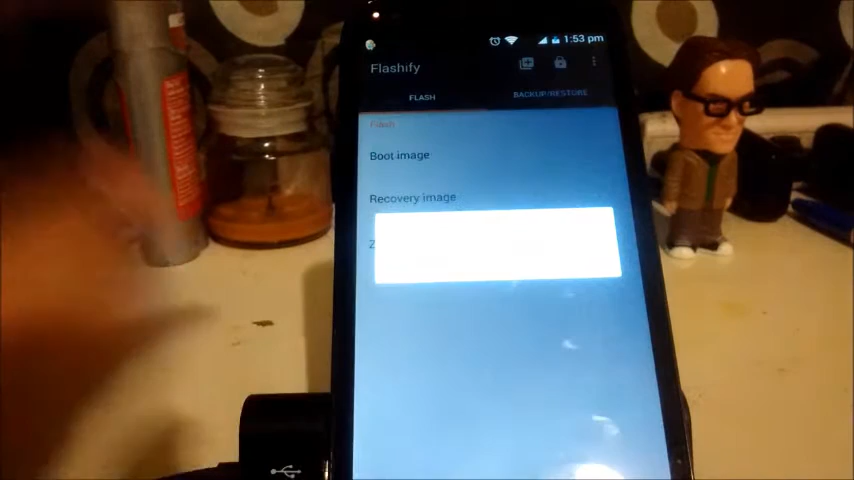 1:53 pm
Flashify
FLASH
BACKUP/RESTORE
Flash
Boot image
Recovery image
Z